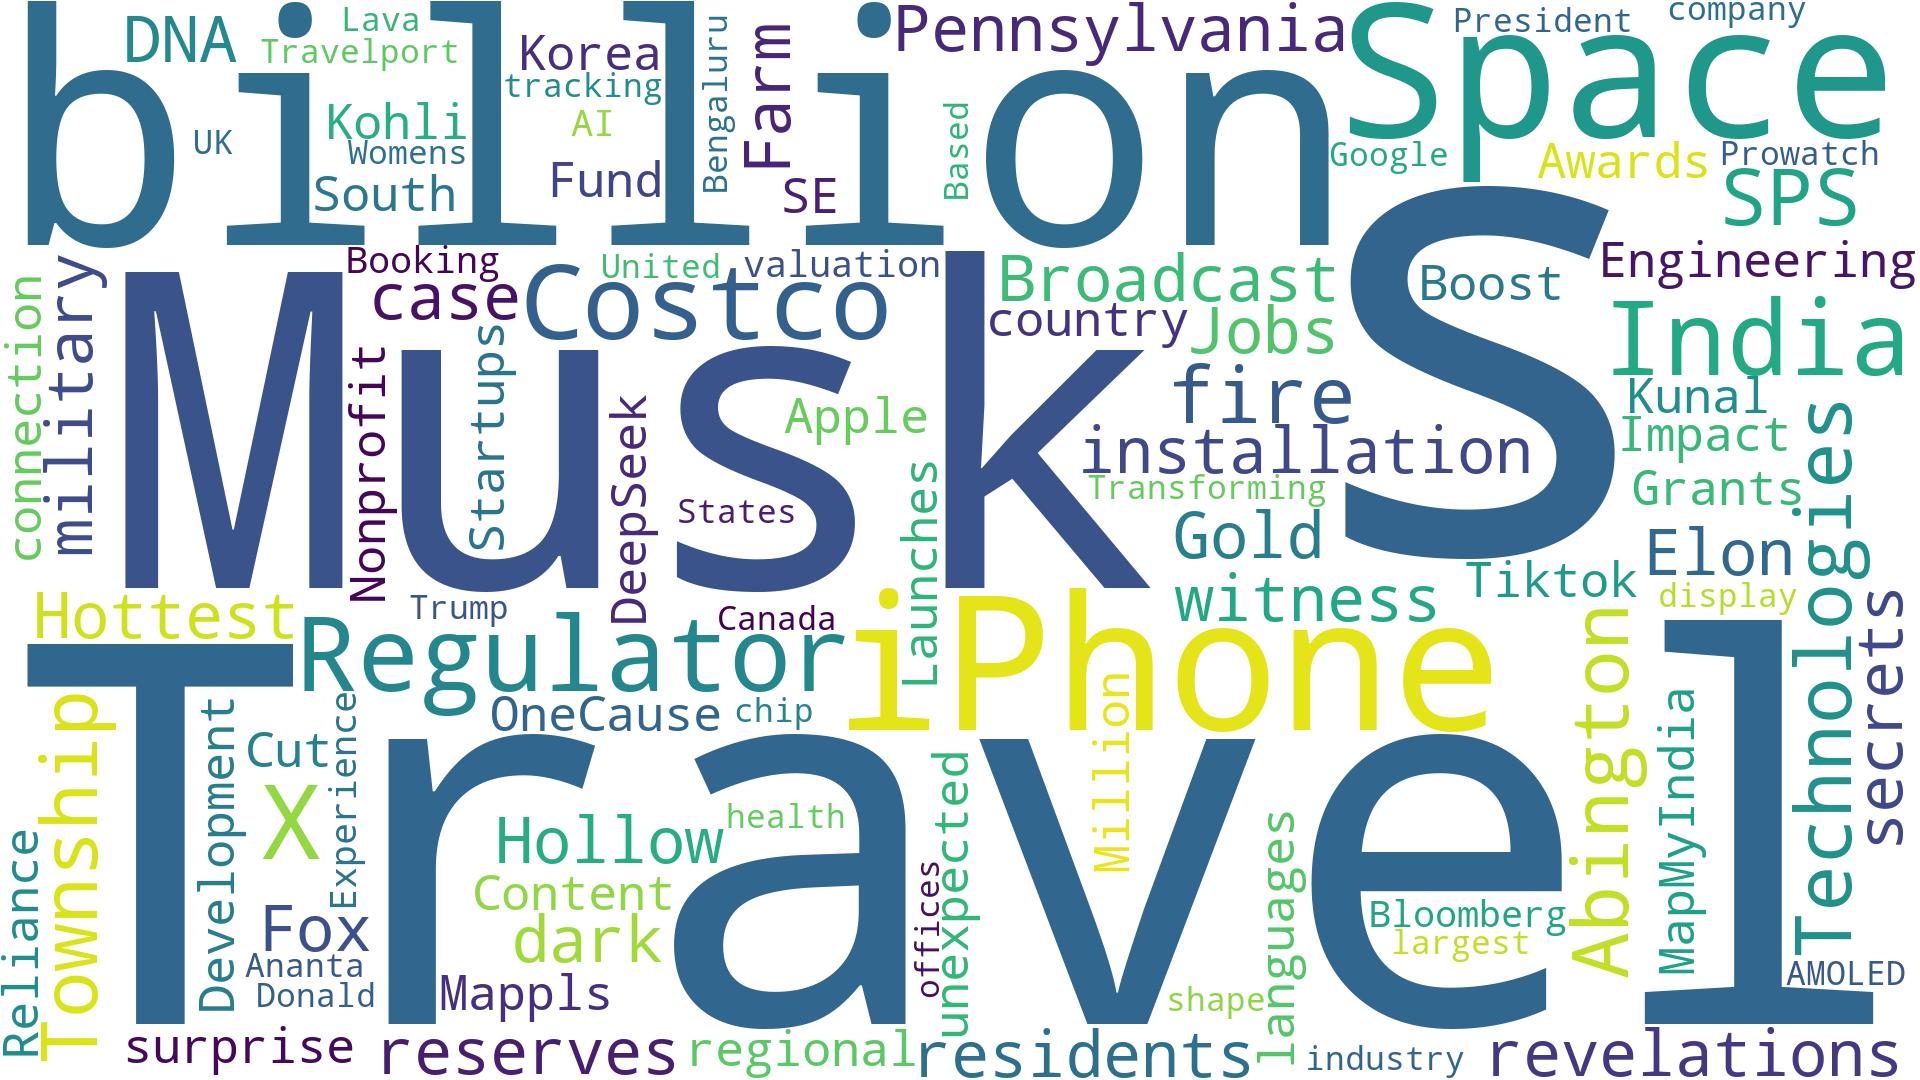 billion
Space
Musk
S
Travel
iPhone
DNA
Lava
Travelport
Korea
tracking
AI
Bengaluru
Farm
Pennsylvania
President
company
UK
Kohli
Womens
South
Fund
SE
Based
Google
Awards
Prowatch
SPS
Engineering
connection
military
Booking
case
Costco
United
valuation
Broadcast
country
Jobs
Boost
India
Nonprofit
Startups
DeepSeek
States
Apple
Launches
fire
installation
Transforming
Gold
witness
Kunal
Impact
Grants
Elon
Tiktok
display
Technologies
secrets
Hottest
Trump
Canada
Regulator
OneCause
chip
Township
Development
Cut
X
Experience
Fox
Ananta
Donald
Reliance
Hollow
health
Content
dark
Mappls
offices
unexpected
Million
shape
languages
Bloomberg
largest
Abington
MapMyIndia
AMOLED
surprise
reserves
regional
residents
industry
revelations